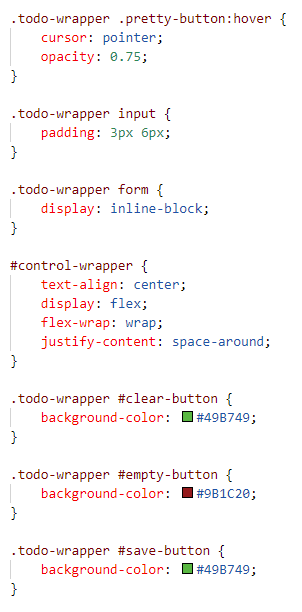 .todo-wrapper .pretty-button:hover {
    cursor: pointer;
    opacity: 0.75;
}

.todo-wrapper input {
    padding: 3px 6px;
}

.todo-wrapper form {
    display: inline-block;
}

#control-wrapper {
    text-align: center;
    display: flex;
    flex-wrap: wrap;
    justify-content: space-around;
}

.todo-wrapper #clear-button {
    background-color: #49B749;
}

.todo-wrapper #empty-button {
    background-color: #9B1C20;
}

.todo-wrapper #save-button {
    background-color: #49B749;
}